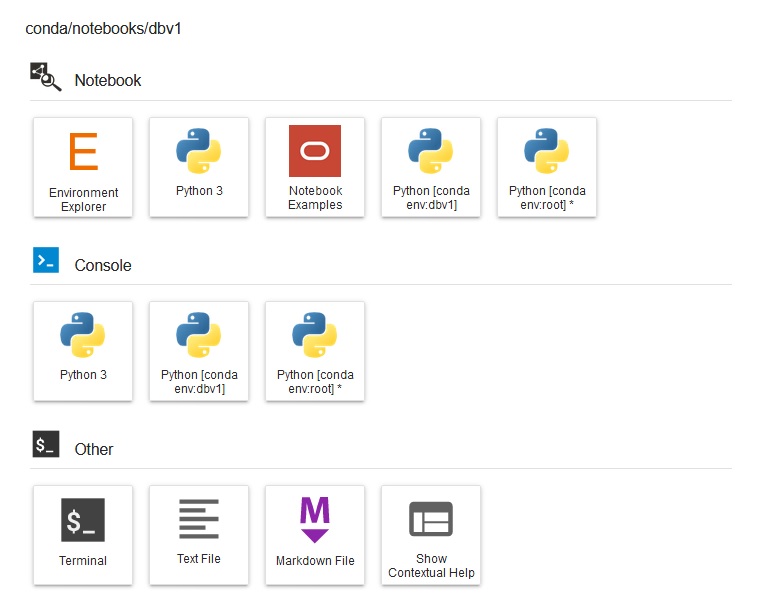 conda/notebooks/dbv1
Notebook
E
Environment
Explorer
Python 3
Notebook
Examples
Python [conda
env:dbv1]
Python [conda
env:root] *
>_
Console
Python 3
Python [conda
env:dbv1]
Python [conda
env:root] *
$_
Other
$_
Terminal
Text File
M
Markdown File
Show
Contextual Help